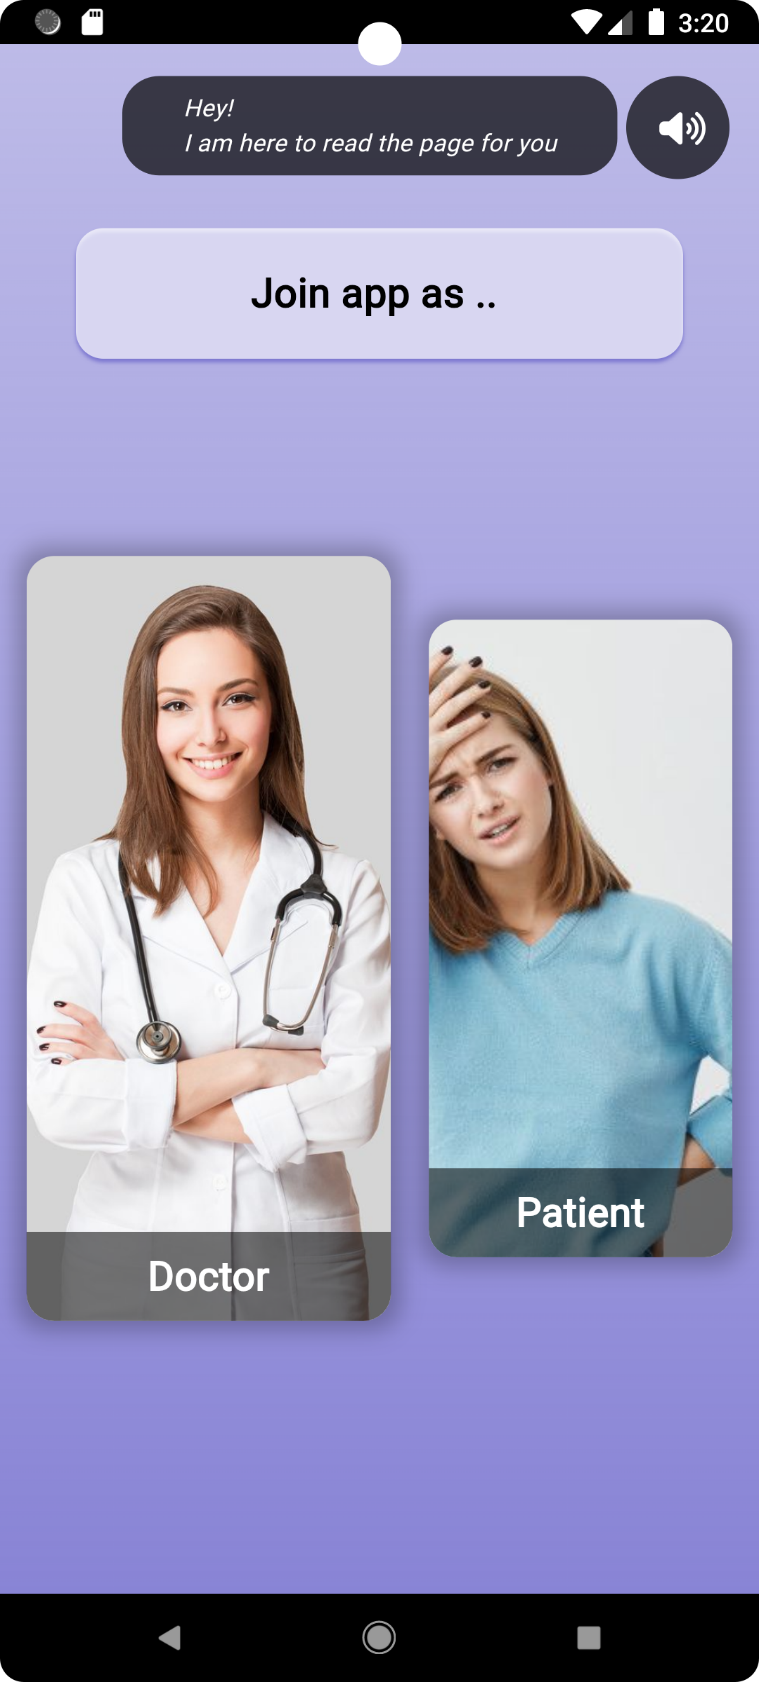 3:20
Hey!
I am here to read the page for you
Join app as ..
Patient
Doctor